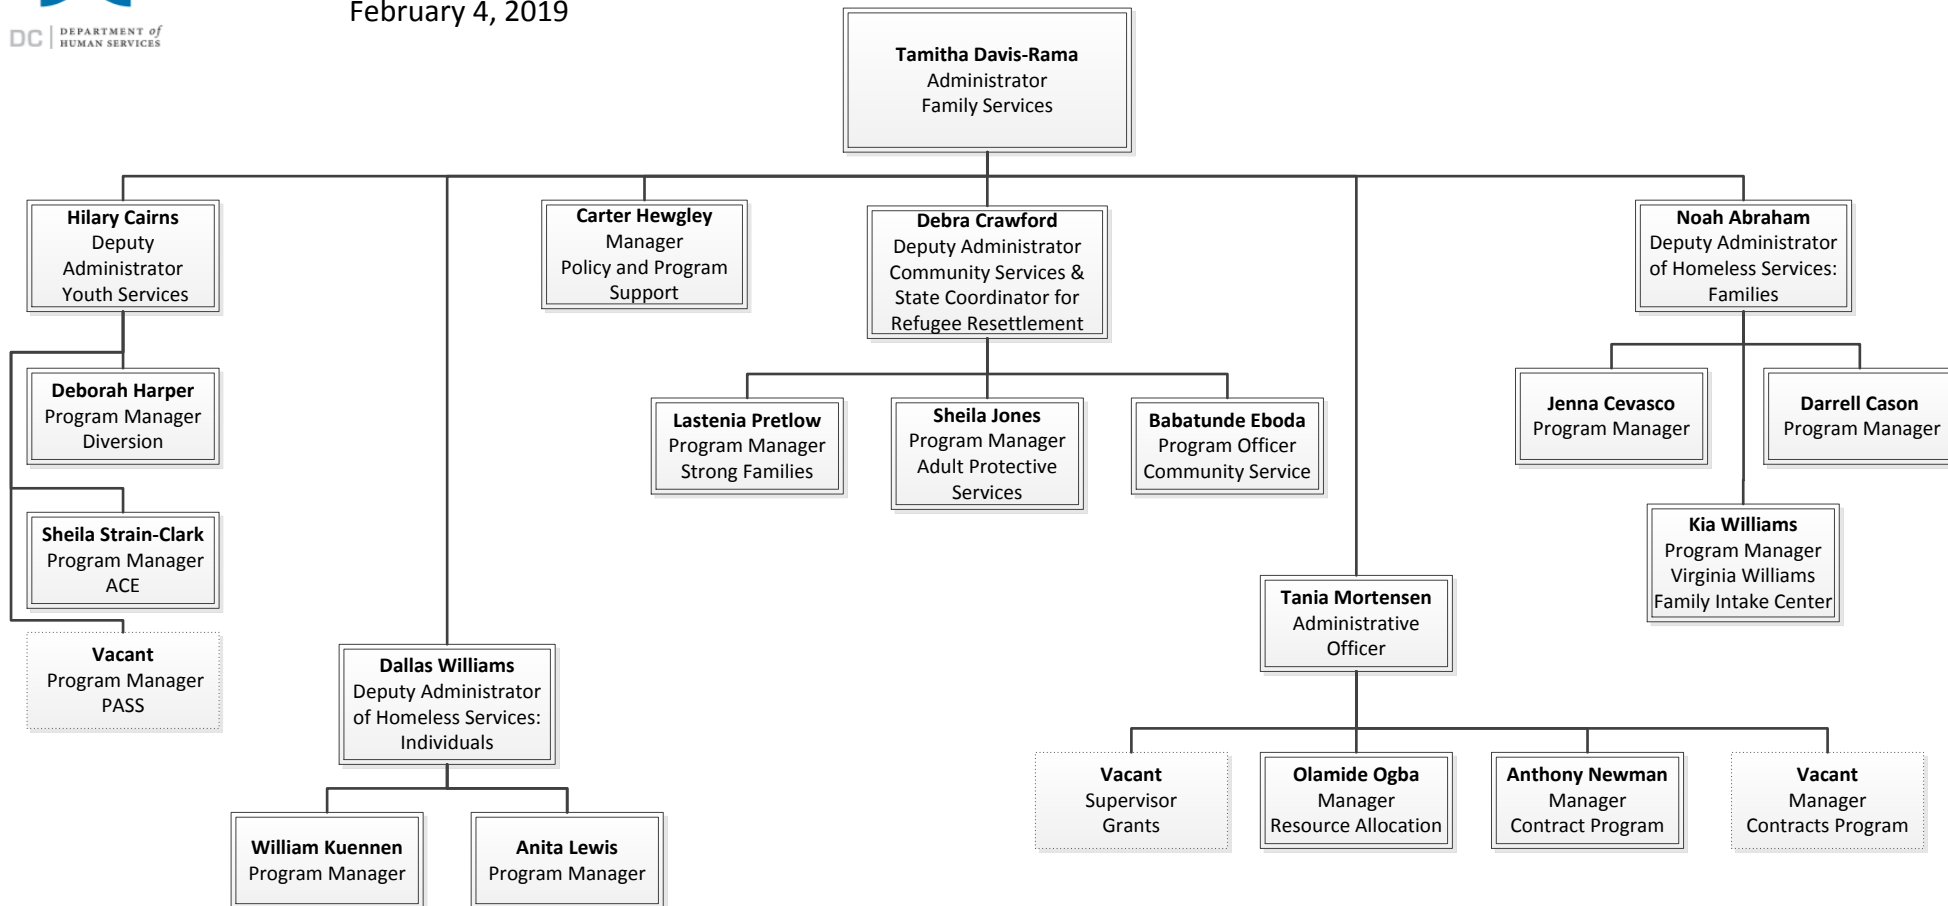 February 4, 2019
DC | DEPARTMENT of
HUMAN SERVICES
Tamitha Davis-Rama
Administrator
Family Services
Hilary Cairns
Deputy
Administrator
Youth Services
Carter Hewgley
Manager
Policy and Program
Support
Debra Crawford
Deputy Administrator
Community Services &
State Coordinator for
Refugee Resettlement
Noah Abraham
Deputy Administrator
of Homeless Services:
Families
Deborah Harper
Program Manager
Diversion
Lastenia Pretlow
Program Manager
Strong Families
Sheila Jones
Program Manager
Adult Protective
Services
Babatunde Eboda
Program Officer
Community Service
Jenna Cevasco
Program Manager
Darrell Cason
Program Manager
Sheila Strain-Clark
Program Manager
ACE
Kia Williams
Program Manager
Virginia Williams
Family Intake Center
Tania Mortensen
Administrative
Officer
Vacant
Program Manager
PASS
Dallas Williams
Deputy Administrator
of Homeless Services:
Individuals
Vacant
Supervisor
Grants
Olamide Ogba
Manager
Resource Allocation
Anthony Newman
Manager
Contract Program
Vacant
Manager
Contracts Program
William Kuennen
Program Manager
Anita Lewis
Program Manager